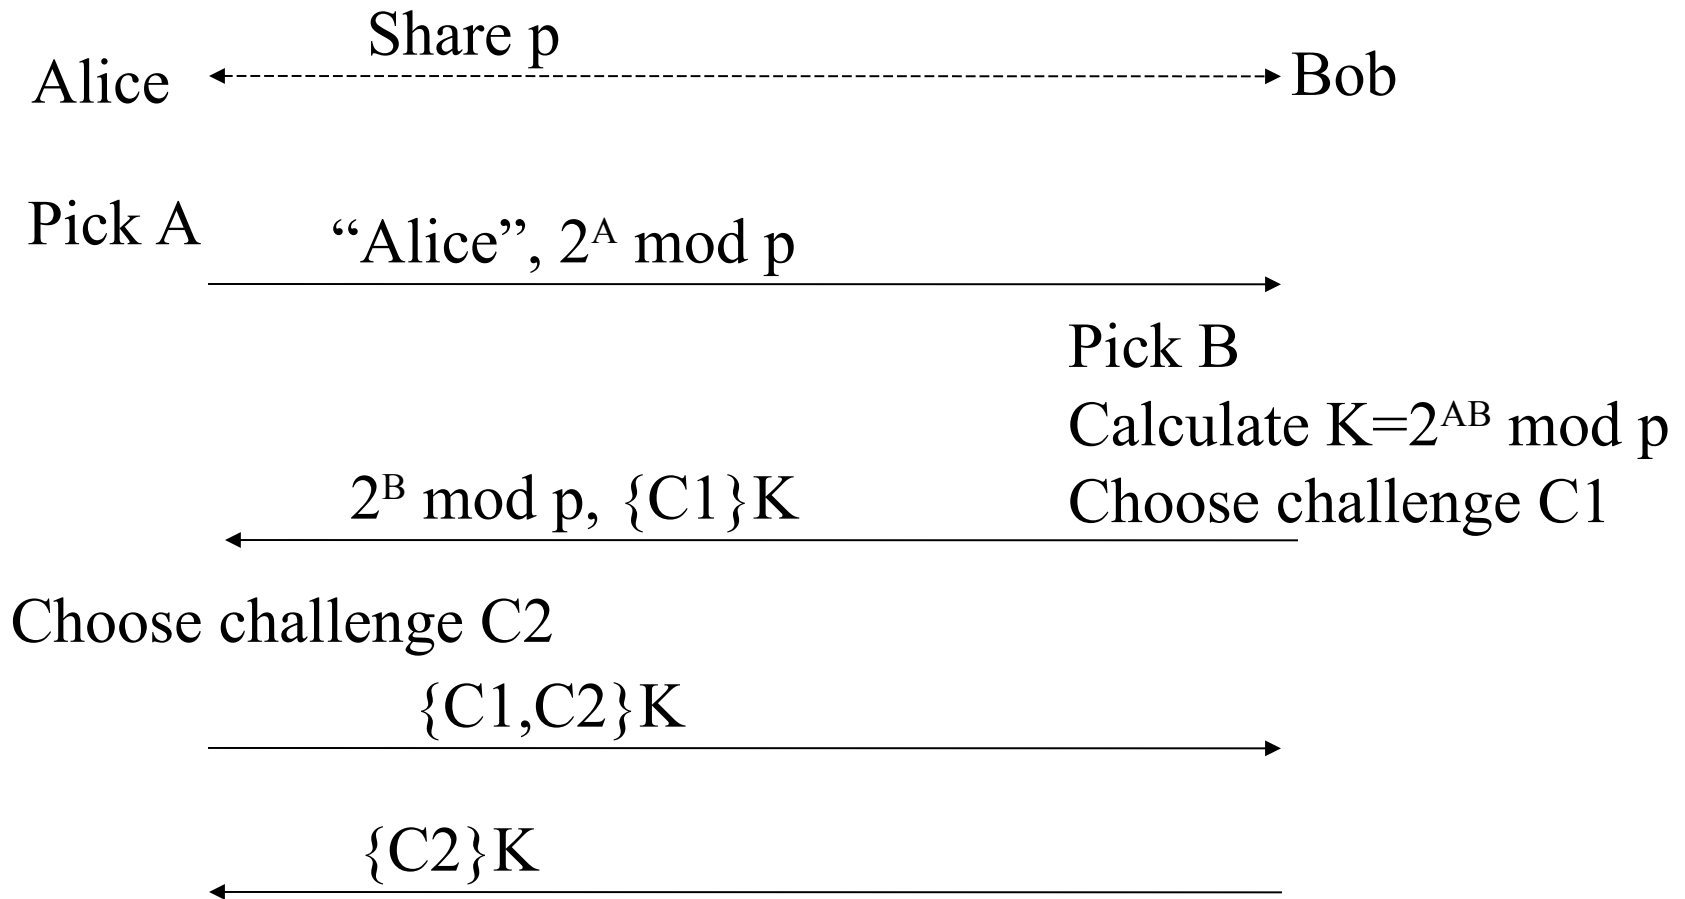 Share p
Alice
Bob
Pick A
“Alice”, 2ᴬ mod p
Pick B
Calculate K=2ᴬᴮ mod p
Choose challenge C1
2ᴮ mod p, {C1}K
Choose challenge C2
{C1,C2}K
{C2}K